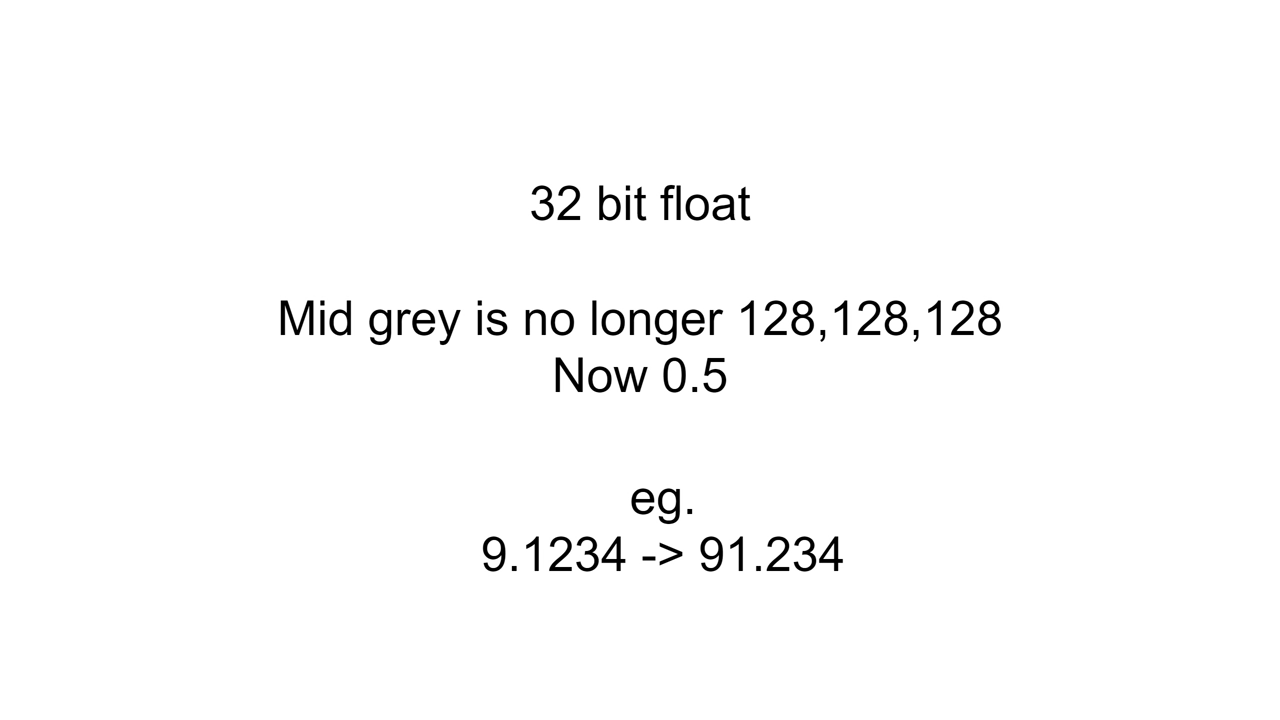 32 bit float
Mid grey is no longer 128,128,128
Now 0.5
eg.
9.1234 -> 91.234